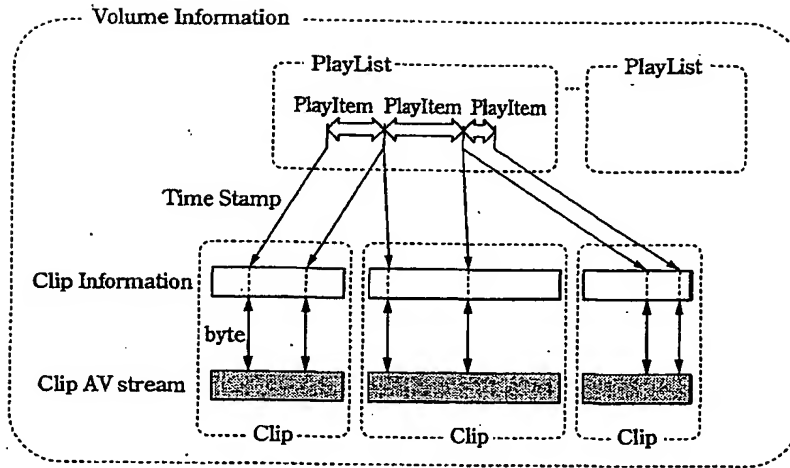 Volume Information
PlayList
PlayList
...
PlayItem PlayItem PlayItem
Time Stamp
Clip Information
byte
Clip AV stream
Clip
Clip
Clip